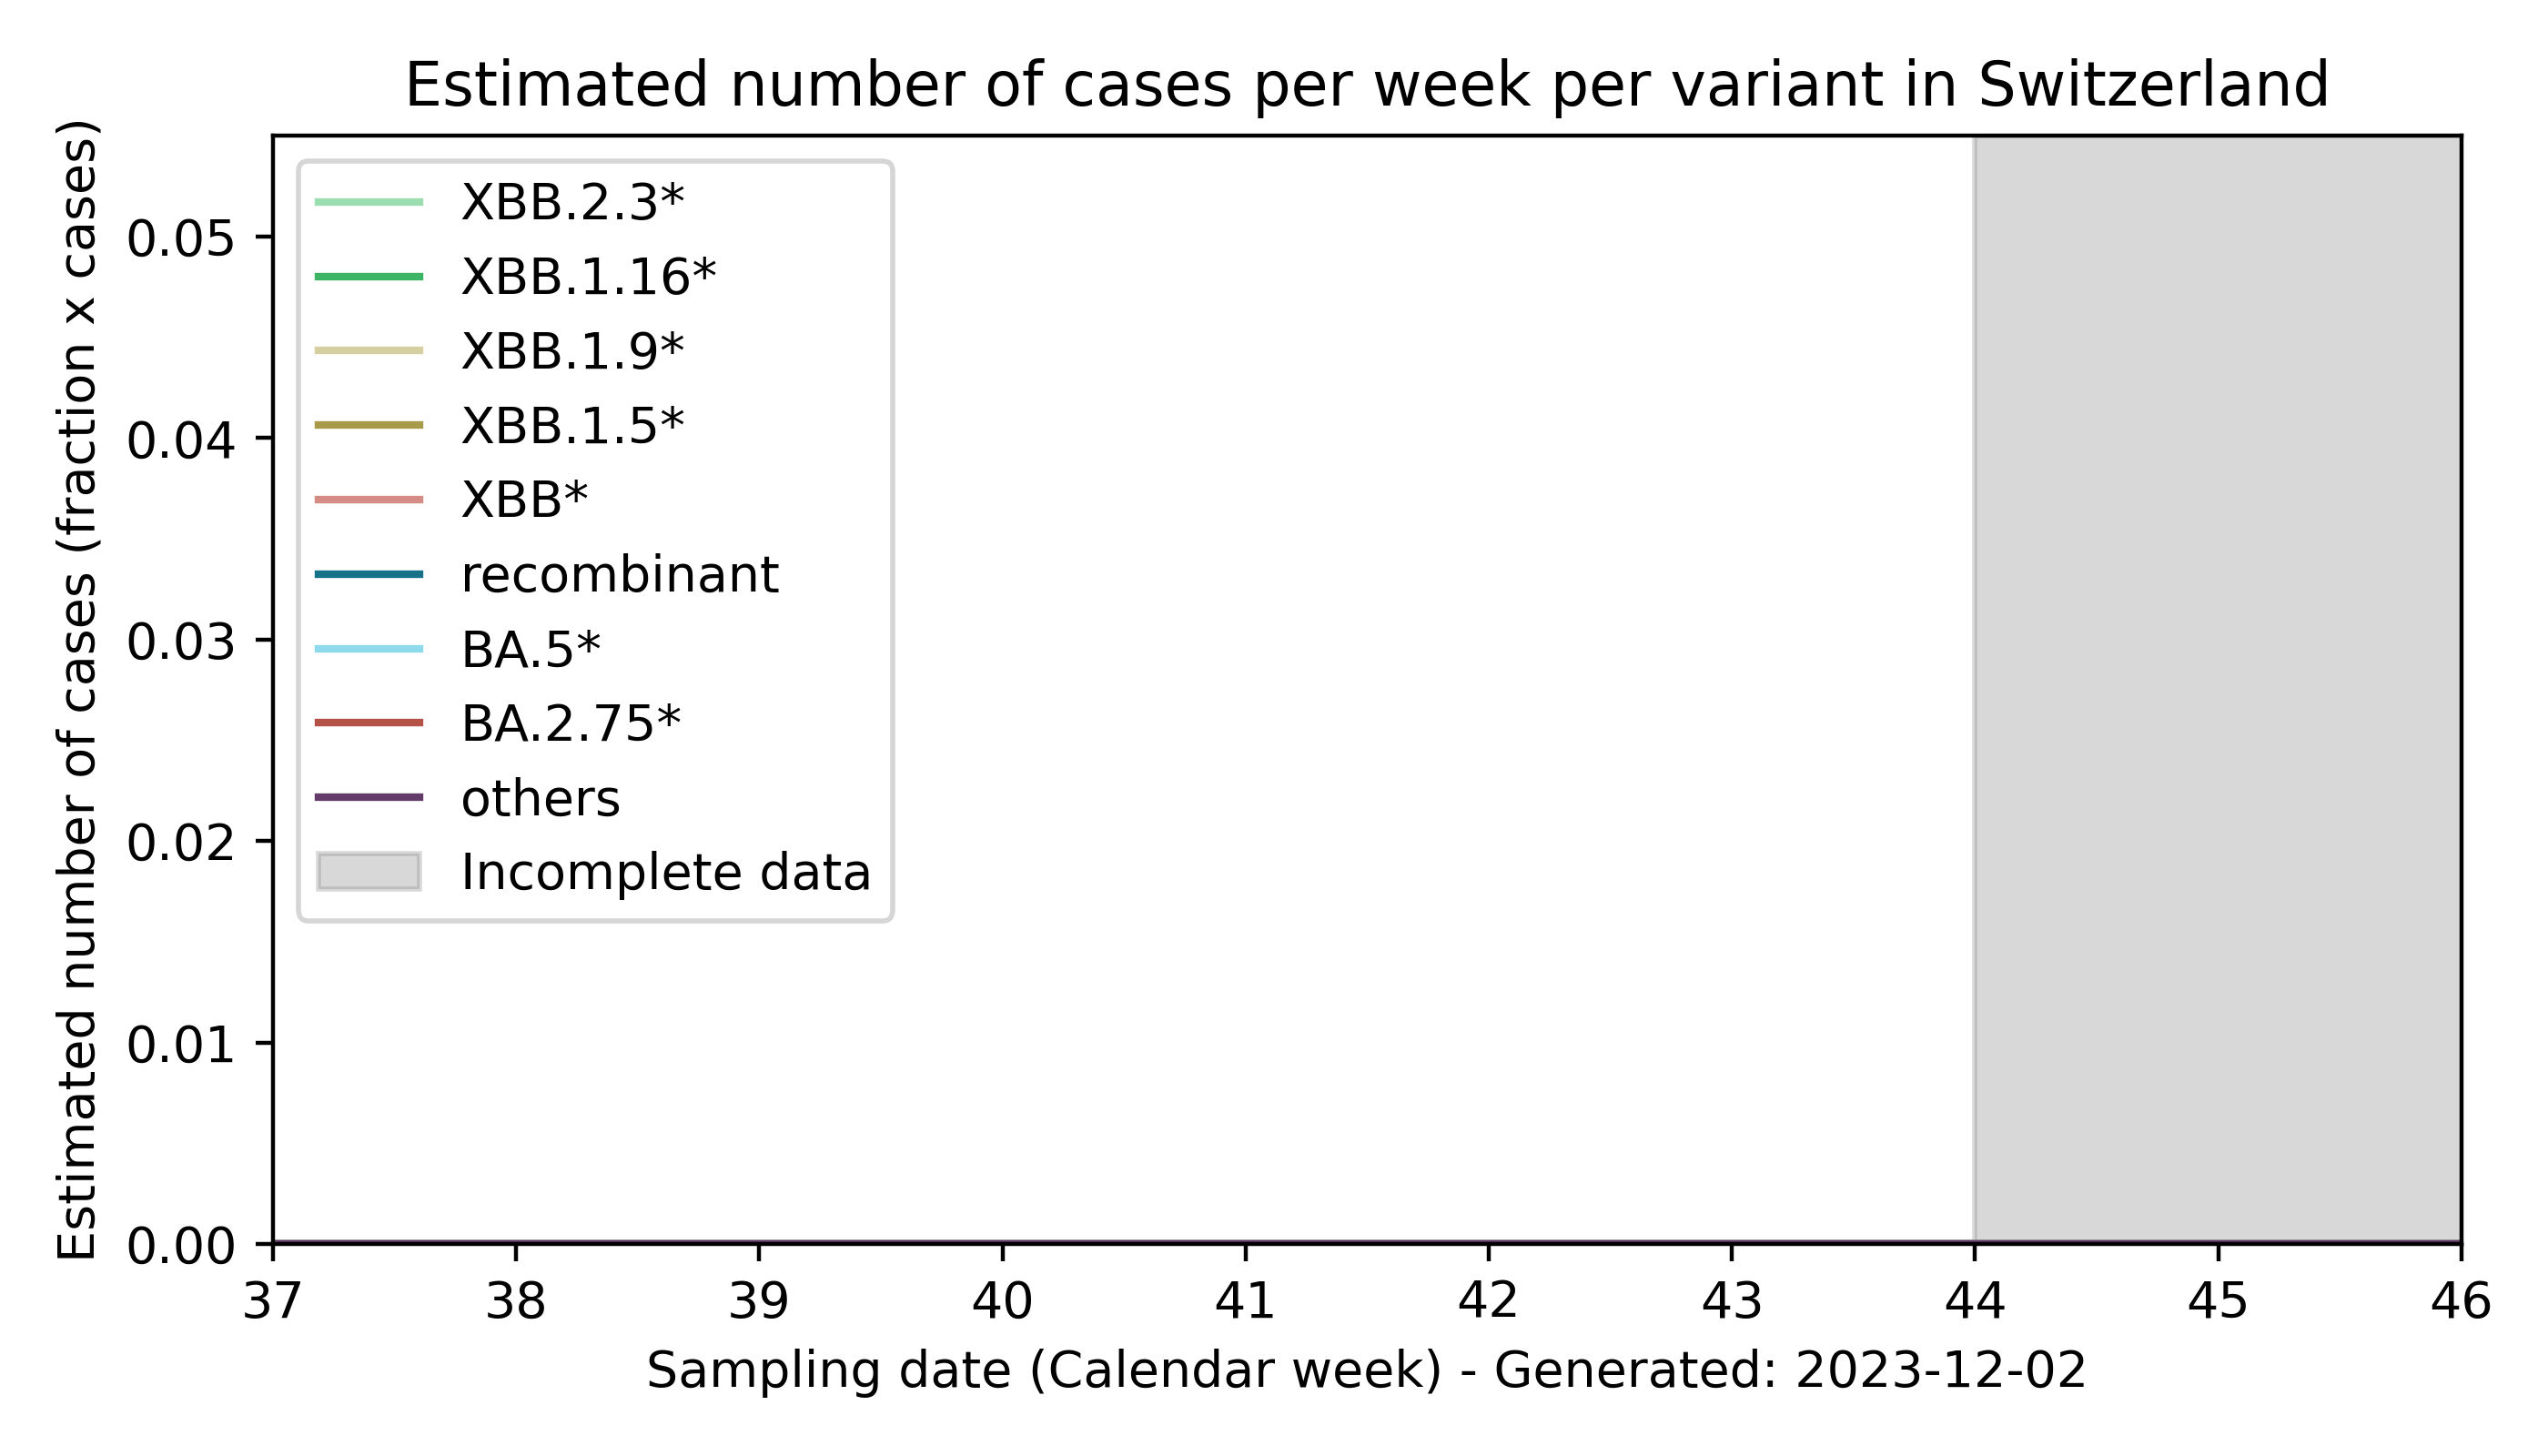 Estimated number of cases per week per variant in Switzerland
Estimated number of cases (fraction x cases)
0.05
0.04
0.03
0.02
0.01
0.00
XBB.2.3*
XBB.1.16*
XBB.1.9*
XBB.1.5*
XBB*
recombinant
BA.5*
BA.2.75*
others
Incomplete data
37 38 39 40 41 42 43 44 45 46
Sampling date (Calendar week) - Generated: 2023-12-02